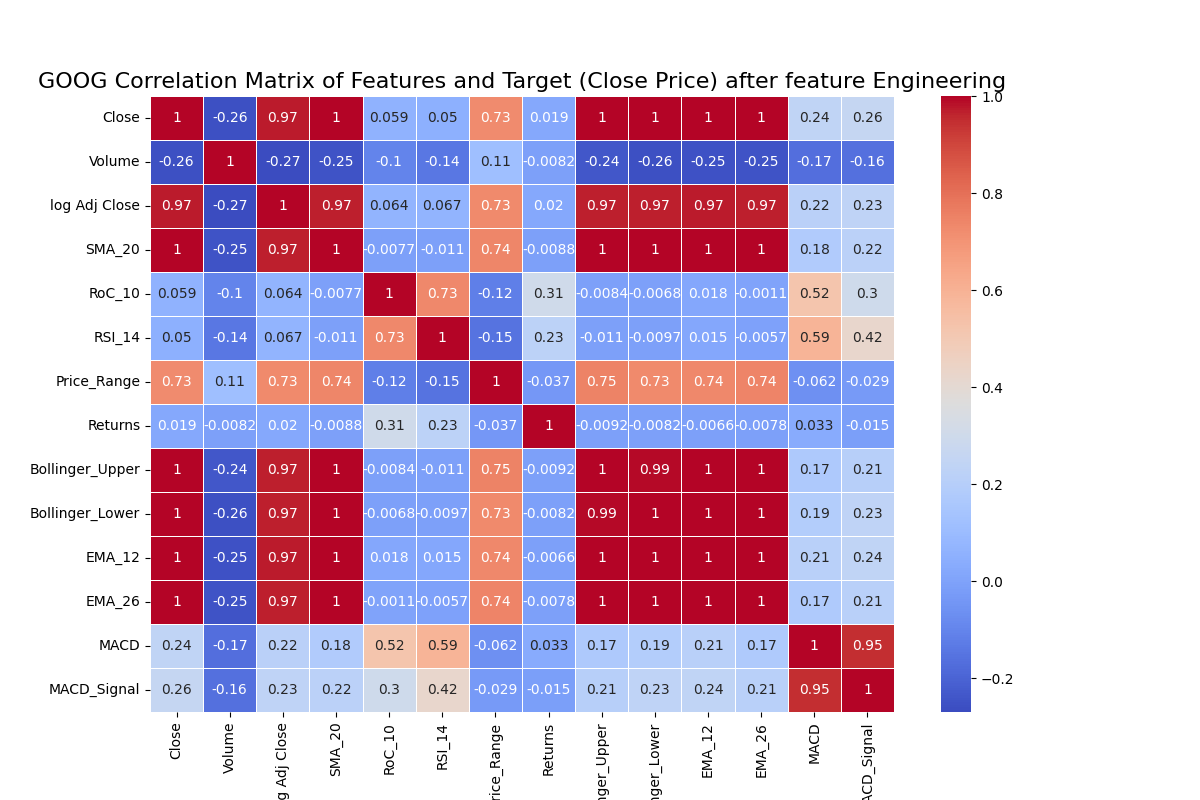 GOOG Correlation Matrix of Features and Target (Close Price) after feature Engineering
Close 1 -0.26 0.97 1 0.059 0.05 0.73 0.019 1 1 1 1 0.24 0.26
Volume -0.26 1 -0.27 -0.25 -0.1 -0.14 0.11 -0.0082 -0.24 -0.26 -0.25 -0.25 -0.17 -0.16
log Adj Close 0.97 -0.27 1 0.97 0.064 0.067 0.73 0.02 0.97 0.97 0.97 0.97 0.22 0.23
SMA_20 1 -0.25 0.97 1 -0.0077 -0.011 0.74 -0.0088 1 1 1 1 0.18 0.22
RoC_10 0.059 -0.1 0.064 -0.0077 1 0.73 -0.12 0.31 -0.0084 -0.0068 0.018 -0.0011 0.52 0.3
RSI_14 0.05 -0.14 0.067 -0.011 0.73 1 -0.15 0.23 -0.011 -0.0097 0.015 -0.0057 0.59 0.42
Price_Range 0.73 0.11 0.73 0.74 -0.12 -0.15 1 -0.037 0.75 0.73 0.74 0.74 -0.062 -0.029
Returns 0.019 -0.0082 0.02 -0.0088 0.31 0.23 -0.037 1 -0.0092 -0.0082 -0.0066 -0.0078 0.033 -0.015
Bollinger_Upper 1 -0.24 0.97 1 -0.0084 -0.011 0.75 -0.0092 1 0.99 1 1 0.17 0.21
Bollinger_Lower 1 -0.26 0.97 1 -0.0068 -0.0097 0.73 -0.0082 0.99 1 1 1 0.19 0.23
EMA_12 1 -0.25 0.97 1 0.018 0.015 0.74 -0.0066 1 1 1 1 0.21 0.24
EMA_26 1 -0.25 0.97 1 -0.0011 -0.0057 0.74 -0.0078 1 1 1 1 0.17 0.21
MACD 0.24 -0.17 0.22 0.18 0.52 0.59 -0.062 0.033 0.17 0.19 0.21 0.17 1 0.95
MACD_Signal 0.26 -0.16 0.23 0.22 0.3 0.42 -0.029 -0.015 0.21 0.23 0.24 0.21 0.95 1
Close
Volume
g Adj Close
SMA_20
RoC_10
RSI_14
rice_Range
Returns
nger_Upper
nger_Lower
EMA_12
EMA_26
MACD
ACD_Signal
1.0
0.8
0.6
0.4
0.2
0.0
−0.2